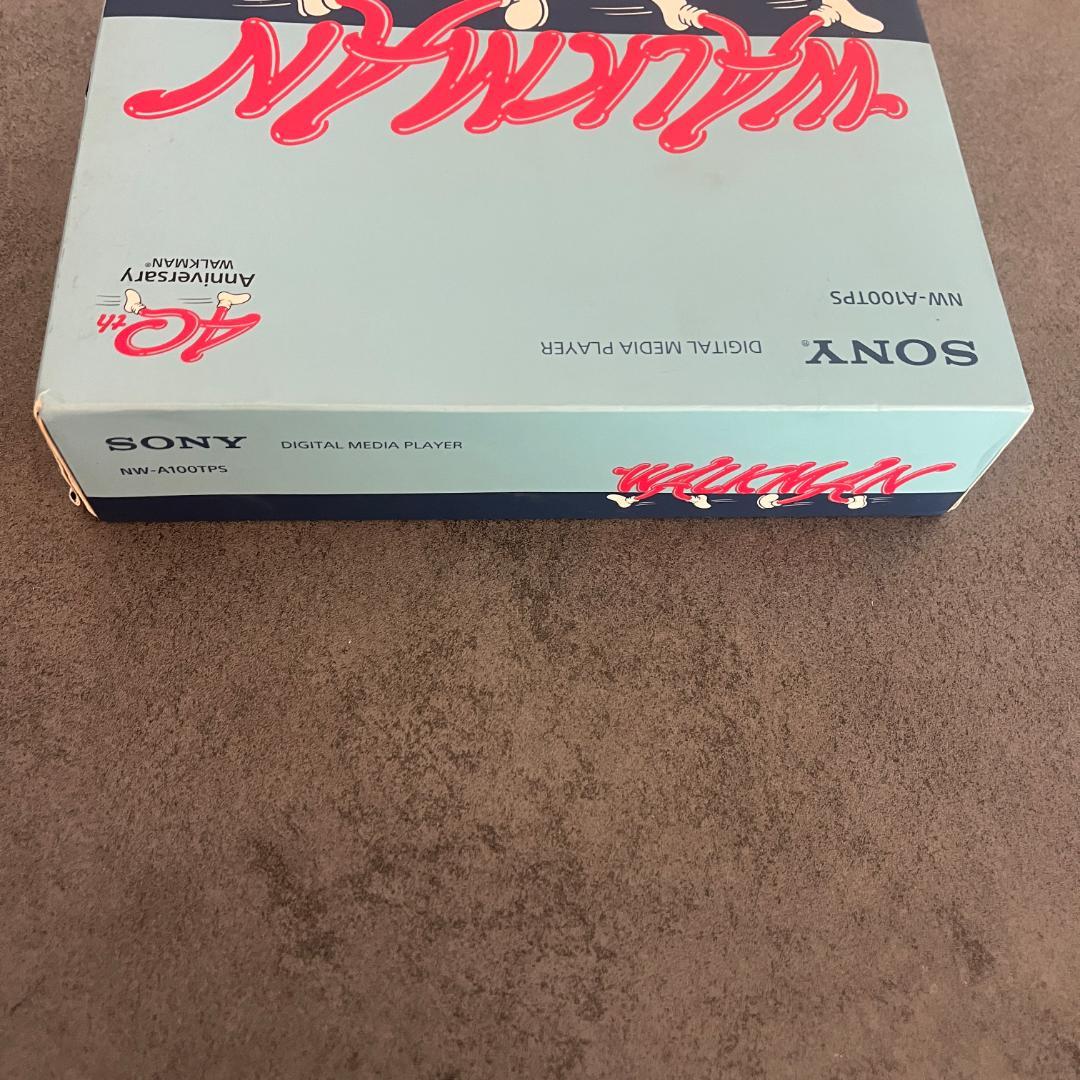 WALKMAN
40th
Anniversary
WALKMAN®
NW-A100TPS
SONY® DIGITAL MEDIA PLAYER
SONY DIGITAL MEDIA PLAYER
NW-A100TPS
WALKMAN